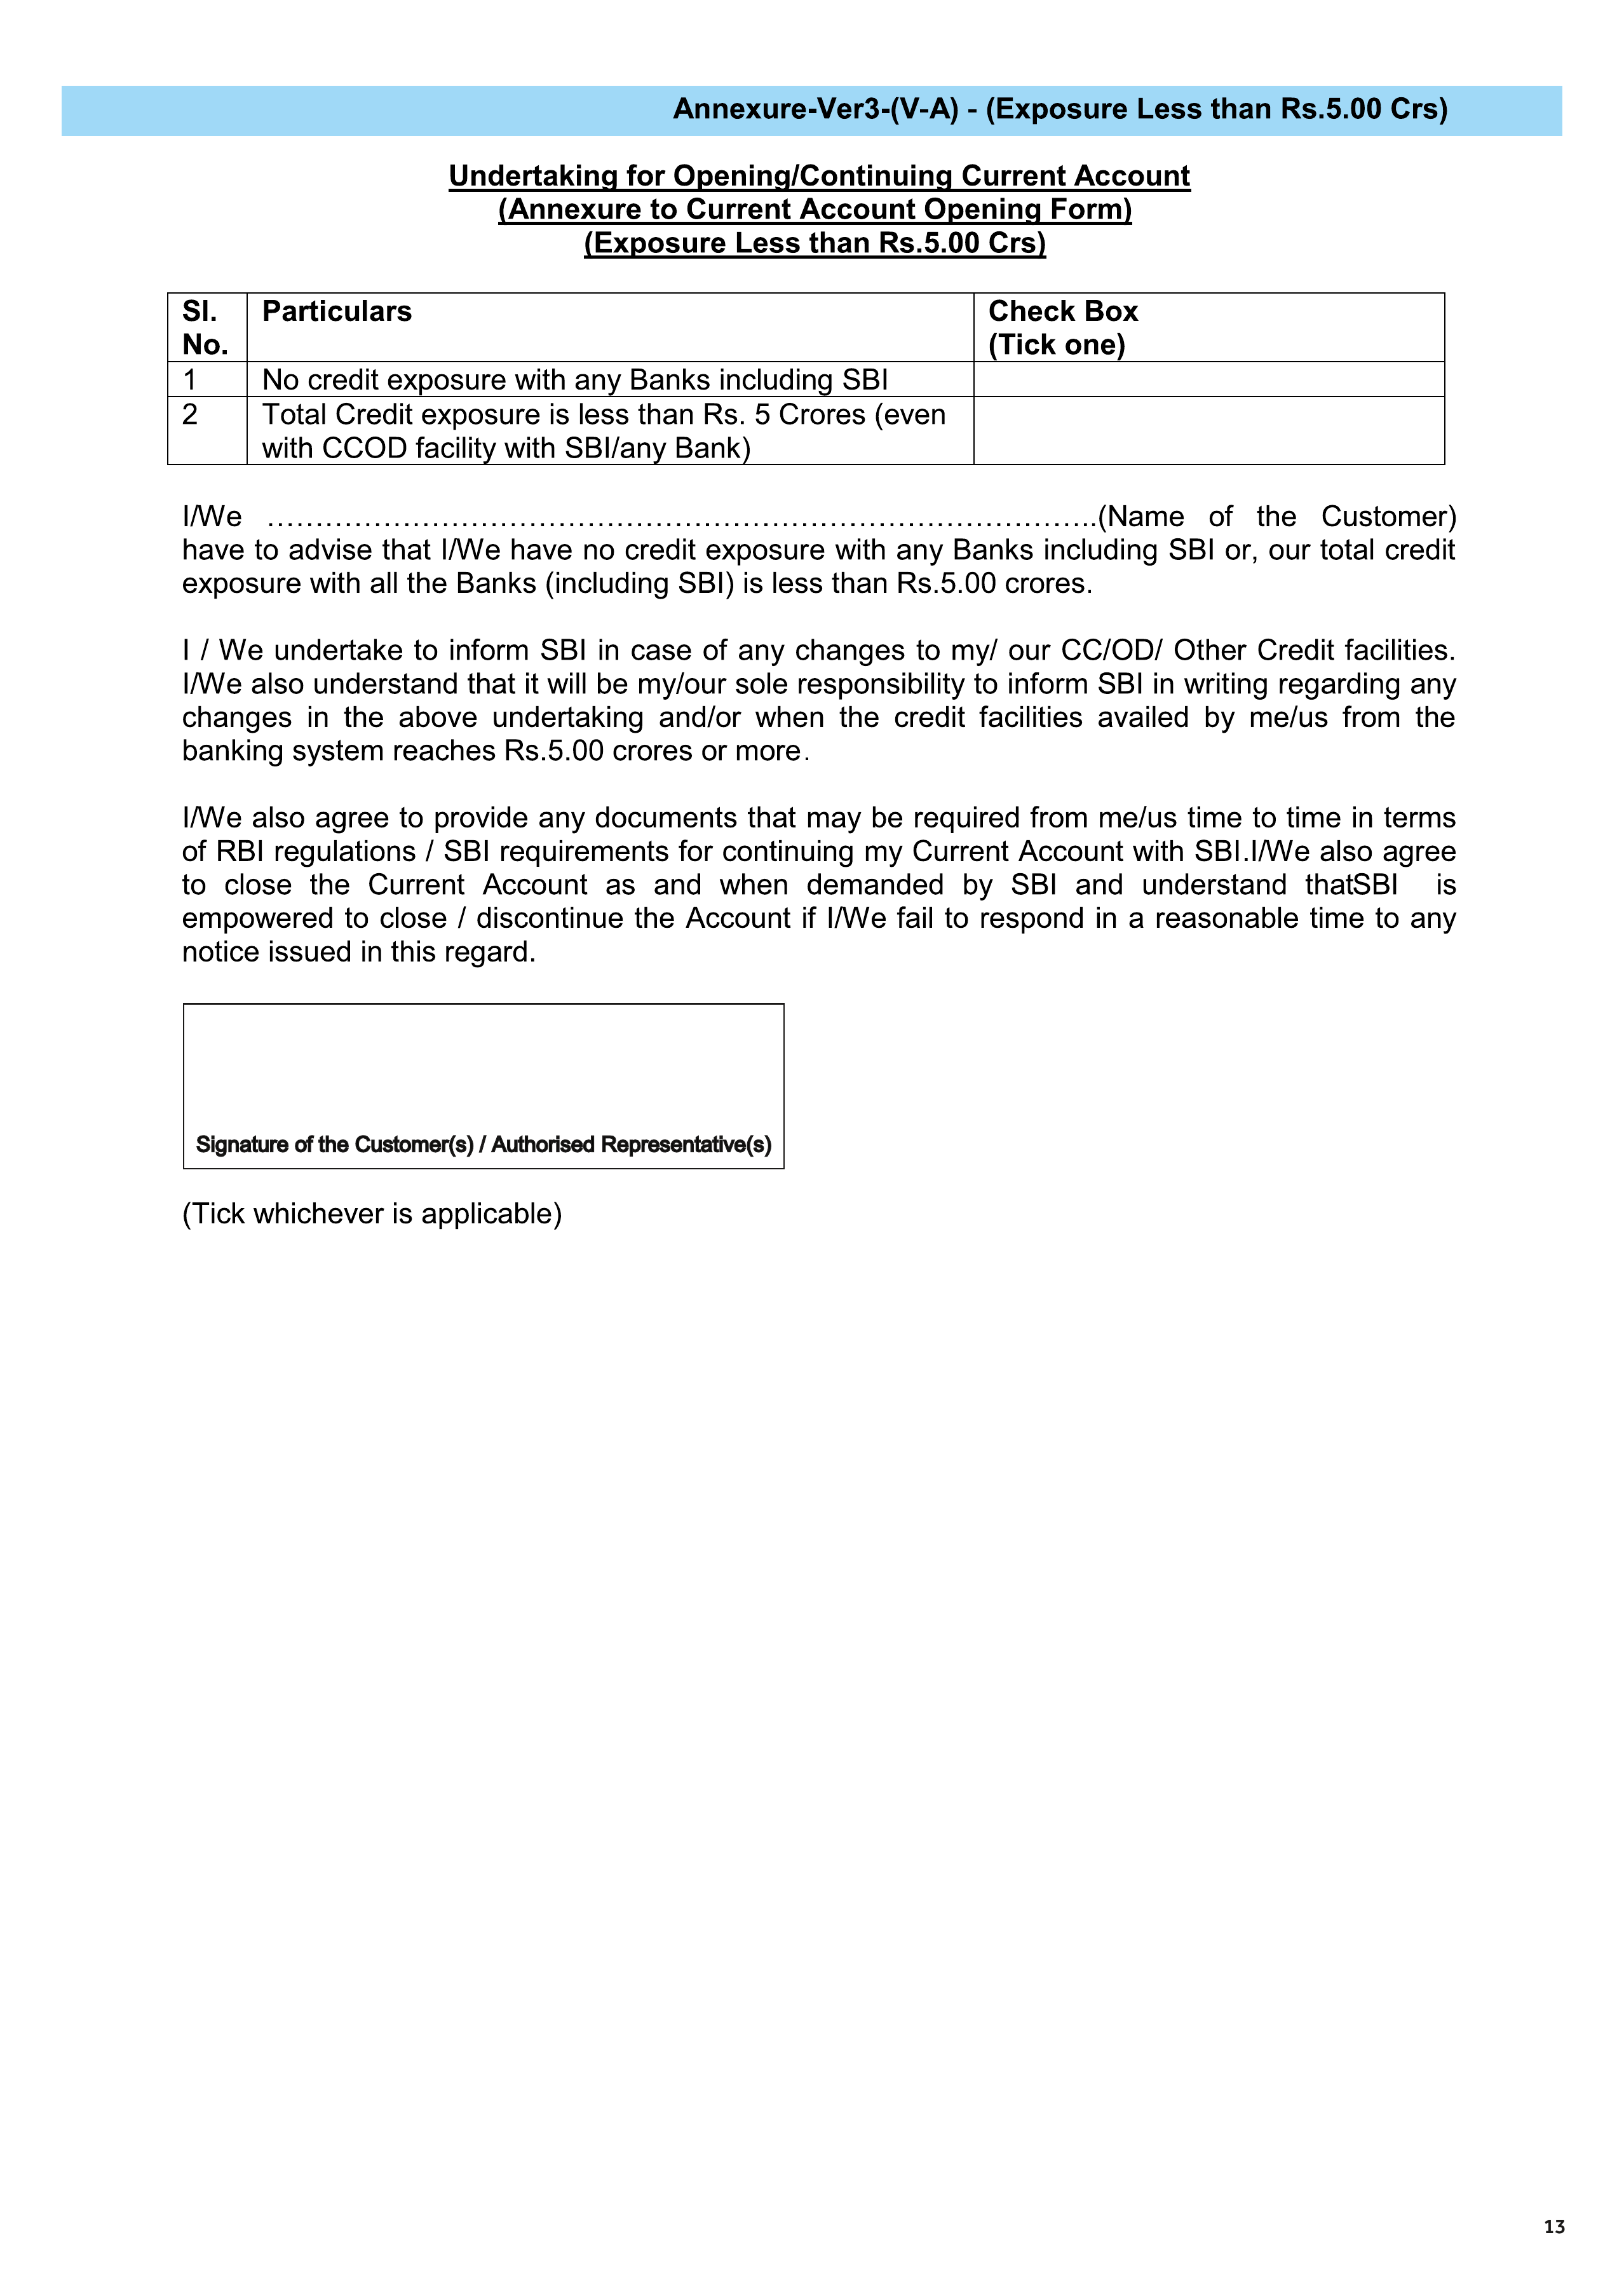 Annexure-Ver3-(V-A) - (Exposure Less than Rs.5.00 Crs)
Undertaking for Opening/Continuing Current Account
(Annexure to Current Account Opening Form)
(Exposure Less than Rs.5.00 Crs)
Sl. No. Particulars Check Box (Tick one)
1 No credit exposure with any Banks including SBI
2 Total Credit exposure is less than Rs. 5 Crores (even
with CCOD facility with SBI/any Bank)
I/We …………………………………………………………………………..(Name of the Customer)
have to advise that I/We have no credit exposure with any Banks including SBI or, our total credit
exposure with all the Banks (including SBI) is less than Rs.5.00 crores.
I / We undertake to inform SBI in case of any changes to my/ our CC/OD/ Other Credit facilities.
I/We also understand that it will be my/our sole responsibility to inform SBI in writing regarding any
changes in the above undertaking and/or when the credit facilities availed by me/us from the
banking system reaches Rs.5.00 crores or more.
I/We also agree to provide any documents that may be required from me/us time to time in terms
of RBI regulations / SBI requirements for continuing my Current Account with SBI.I/We also agree
to close the Current Account as and when demanded by SBI and understand thatSBI is
empowered to close / discontinue the Account if I/We fail to respond in a reasonable time to any
notice issued in this regard.
Signature of the Customer(s) / Authorised Representative(s)
(Tick whichever is applicable)
13